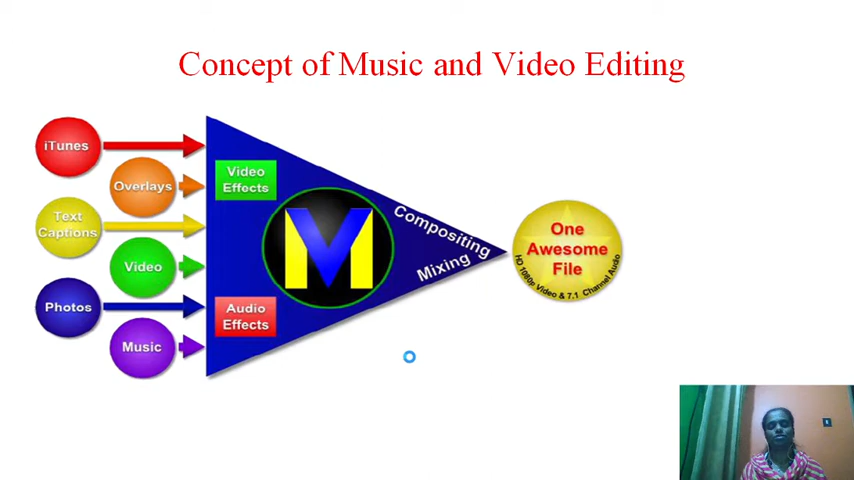 Concept of Music and Video Editing
iTunes
Overlays
Text
Captions
Video
Photos
Music
Video
Effects
Audio
Effects
M
Compositing
Mixing
One
Awesome
File
HD 1080p Video & 7.1 Channel Audio